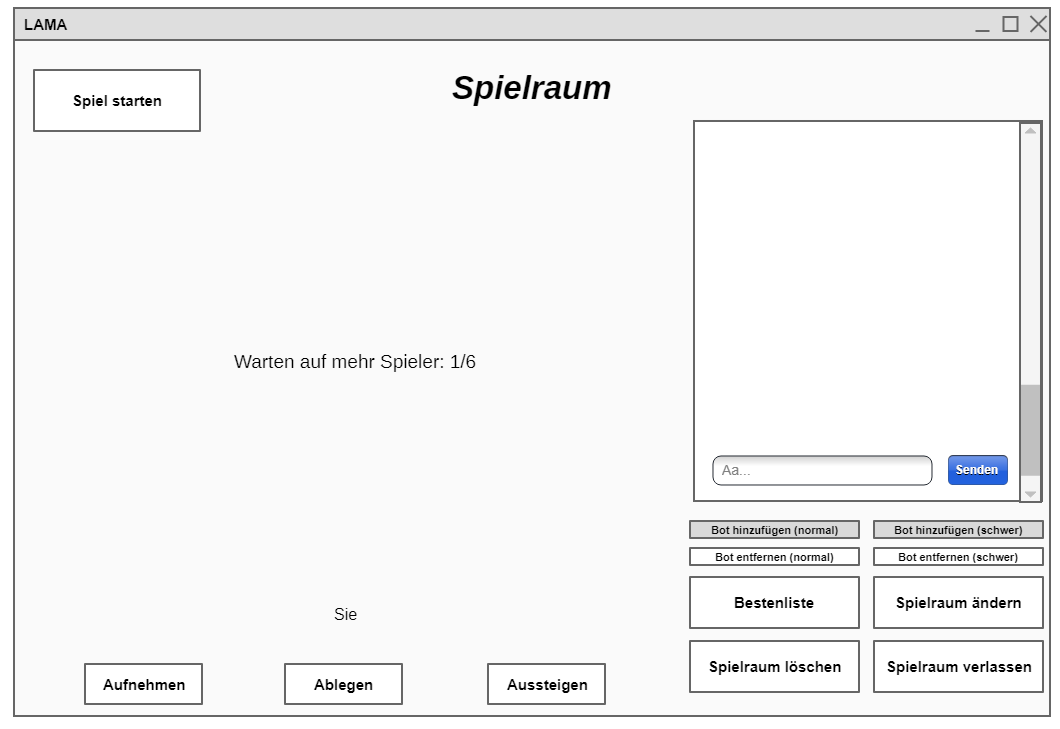 LAMA
Spiel starten
Spielraum
Warten auf mehr Spieler: 1/6
Aa...
Senden
Bot hinzufügen (normal)
Bot hinzufügen (schwer)
Bot entfernen (normal)
Bot entfernen (schwer)
Bestenliste
Spielraum ändern
Sie
Spielraum löschen
Spielraum verlassen
Aufnehmen
Ablegen
Aussteigen